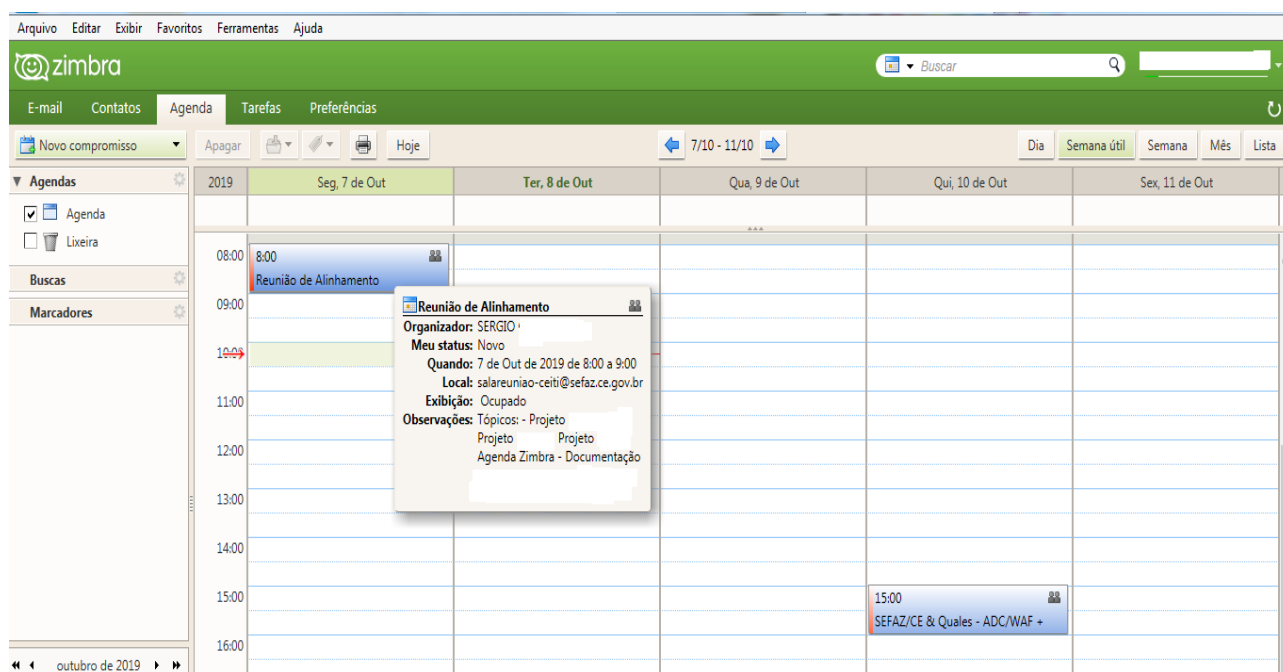 Arquivo Editar Exibir Favoritos Ferramentas Ajuda
zimbra
Buscar
E-mail Contatos Agenda Tarefas Preferências
Novo compromisso Apagar Hoje 7/10 - 11/10 Dia Semana útil Semana Mês Lista
Agendas
2019 Seg, 7 de Out Ter, 8 de Out Qua, 9 de Out Qui, 10 de Out Sex, 11 de Out
Agenda
Lixeira
Buscas
Marcadores
08:00 8:00
Reunião de Alinhamento
09:00
Reunião de Alinhamento
Organizador: SERGIO
Meu status: Novo
Quando: 7 de Out de 2019 de 8:00 a 9:00
Local: salareuniao-ceiti@sefaz.ce.gov.br
Exibição: Ocupado
Observações: Tópicos: - Projeto
Projeto Projeto
Agenda Zimbra - Documentação
11:00
12:00
13:00
14:00
15:00 15:00
SEFAZ/CE & Quales - ADC/WAF +
16:00
outubro de 2019